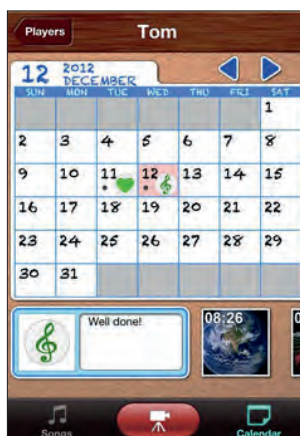 Players Tom
12 2012 DECEMBER
SUN MON TUE WED THU FRI SAT
1
2 3 4 5 6 7 8
9 10 11 12 13 14 15
16 17 18 19 20 21 22
23 24 25 26 27 28 29
30 31
Well done! 08:26
Songs Calendar